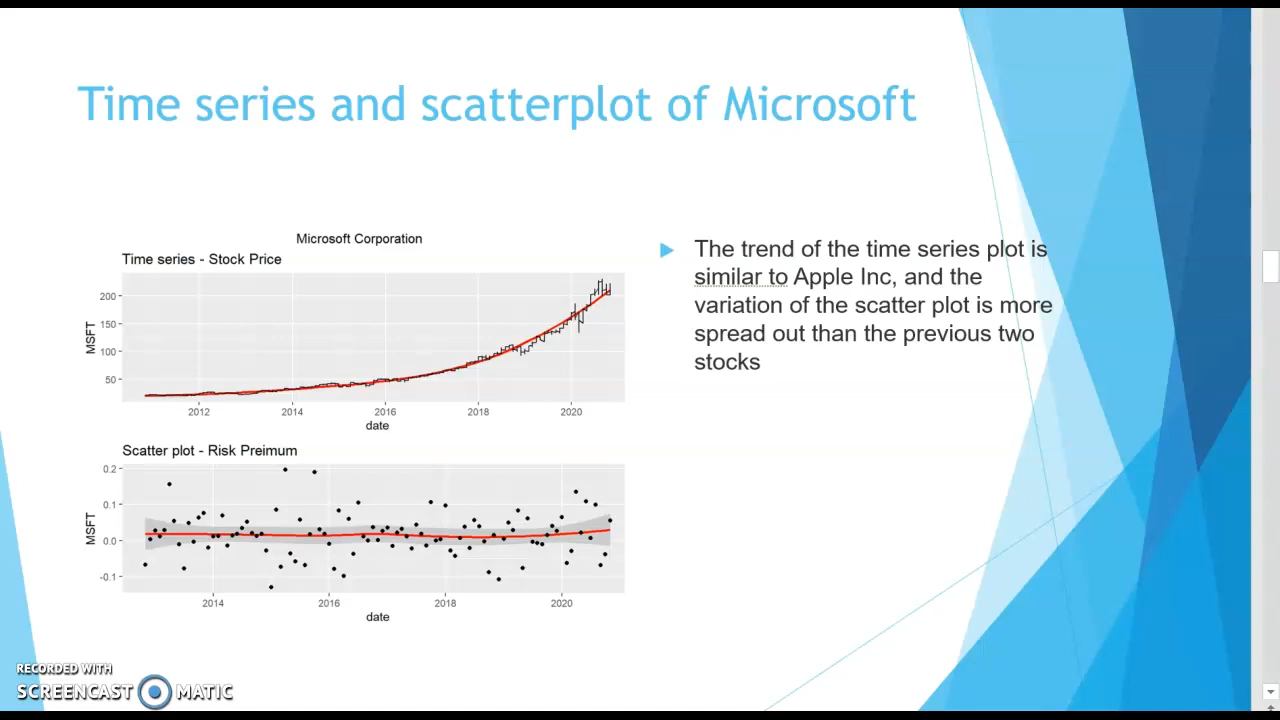 Time series and scatterplot of Microsoft
Microsoft Corporation
Time series - Stock Price
MSFT
200
150
100
50
2012 2014 2016 2018 2020
date
Scatter plot - Risk Preimum
MSFT
0.2
0.1
0.0
-0.1
2014 2016 2018 2020
date
The trend of the time series plot is
similar to Apple Inc, and the
variation of the scatter plot is more
spread out than the previous two
stocks
RECORDED WITH
SCREENCAST MATIC